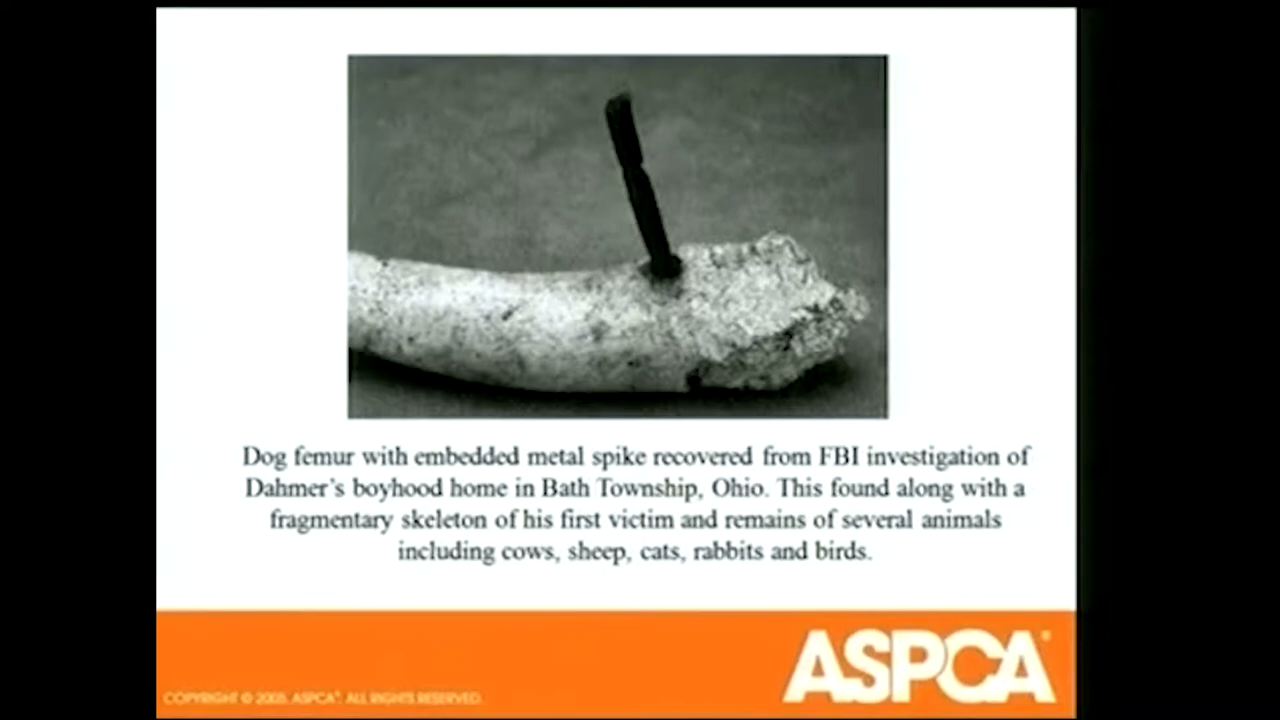 Dog femur with embedded metal spike recovered from FBI investigation of
Dahmer's boyhood home in Bath Township, Ohio. This found along with a
fragmentary skeleton of his first victim and remains of several animals
including cows, sheep, cats, rabbits and birds.
ASPCA®
COPYRIGHT © 2005, ASPCA®. ALL RIGHTS RESERVED.